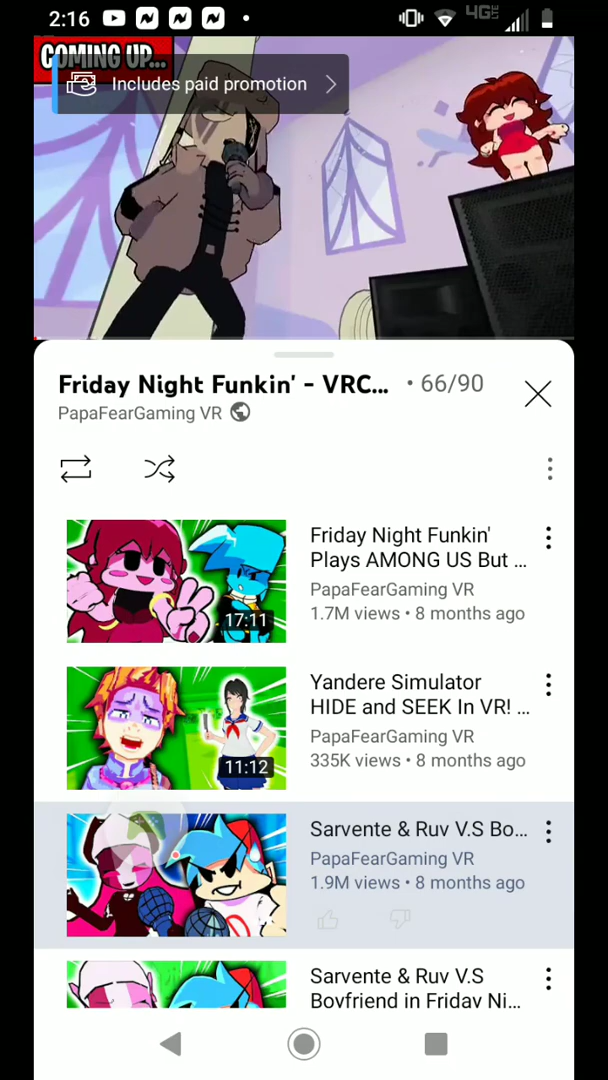 2:16
4G LTE
COMING UP...
Includes paid promotion
Friday Night Funkin' - VRC... • 66/90
PapaFearGaming VR
Friday Night Funkin'
Plays AMONG US But ...
PapaFearGaming VR
1.7M views • 8 months ago
17:11
Yandere Simulator
HIDE and SEEK In VR! ...
PapaFearGaming VR
335K views • 8 months ago
11:12
Sarvente & Ruv V.S Bo...
PapaFearGaming VR
1.9M views • 8 months ago
Sarvente & Ruv V.S
Boyfriend in Friday Ni...